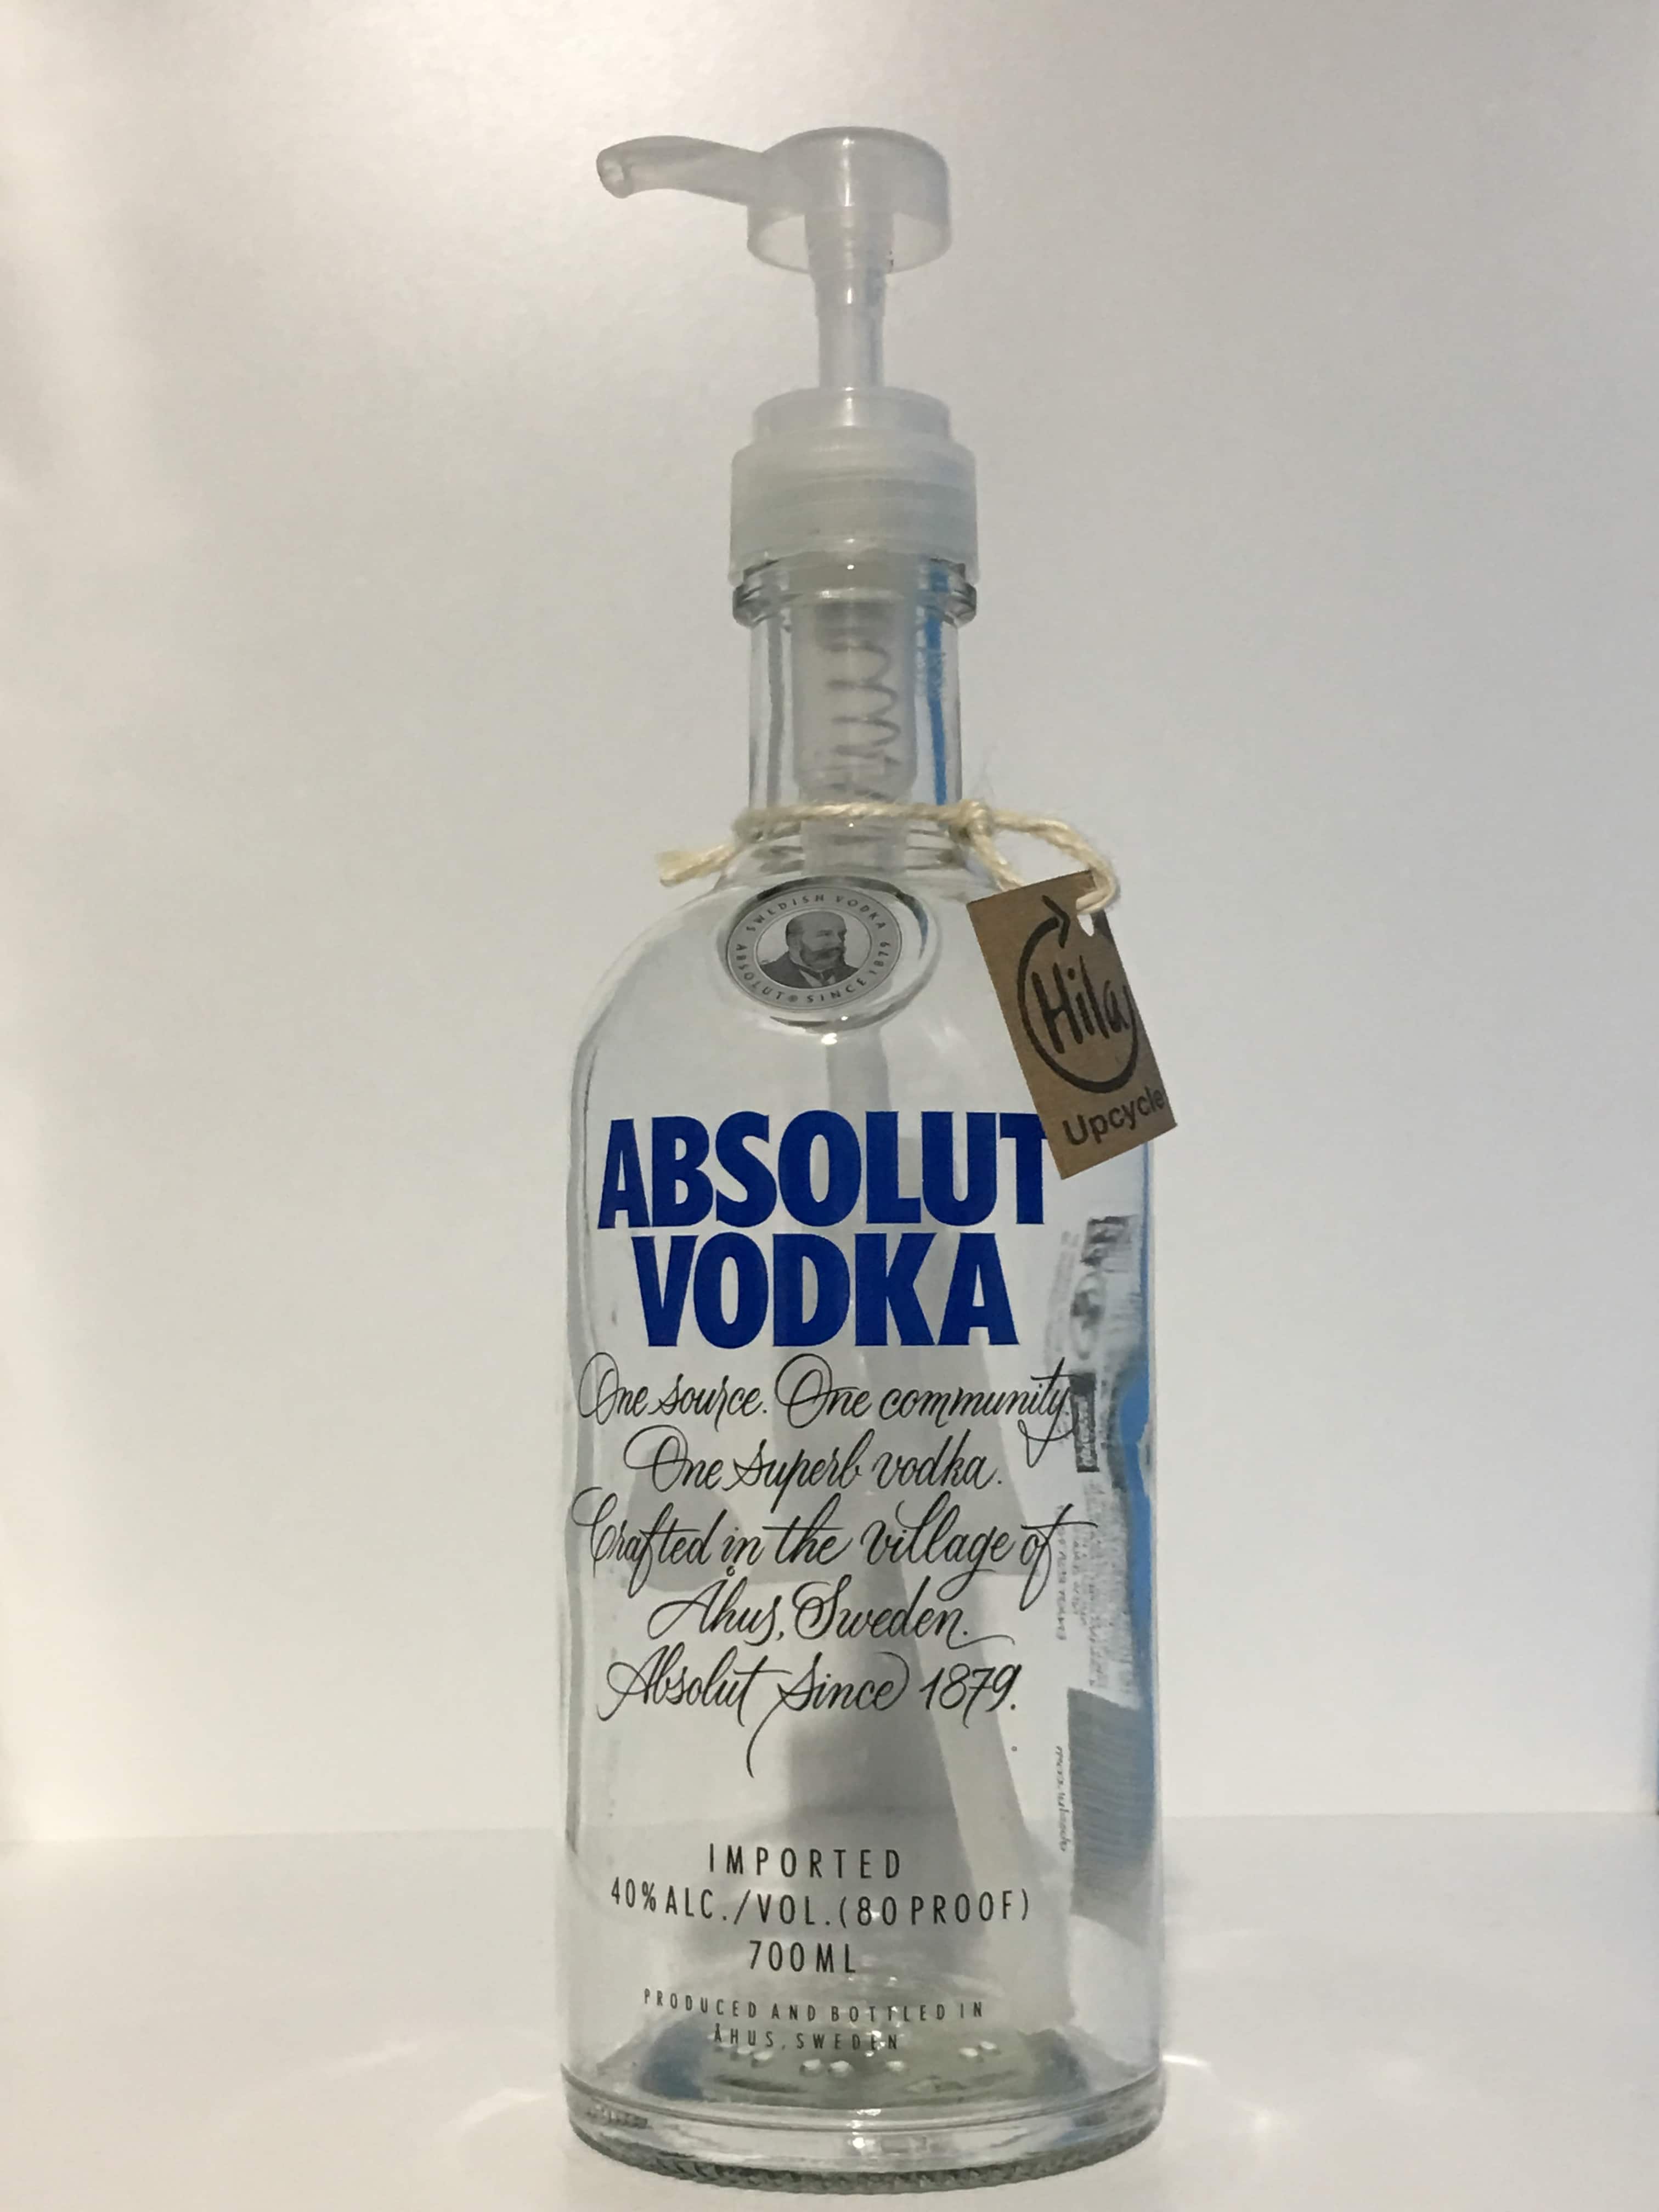 SWEDISH VODKA
ABSOLUT® SINCE 1879
Hila
Upcycle
ABSOLUT
VODKA
One source. One community.
One superb vodka.
Crafted in the village of
Åhus, Sweden.
Absolut Since 1879.
IMPORTED
40% ALC./VOL. (80 PROOF)
700 ML
PRODUCED AND BOTTLED IN
ÅHUS, SWEDEN